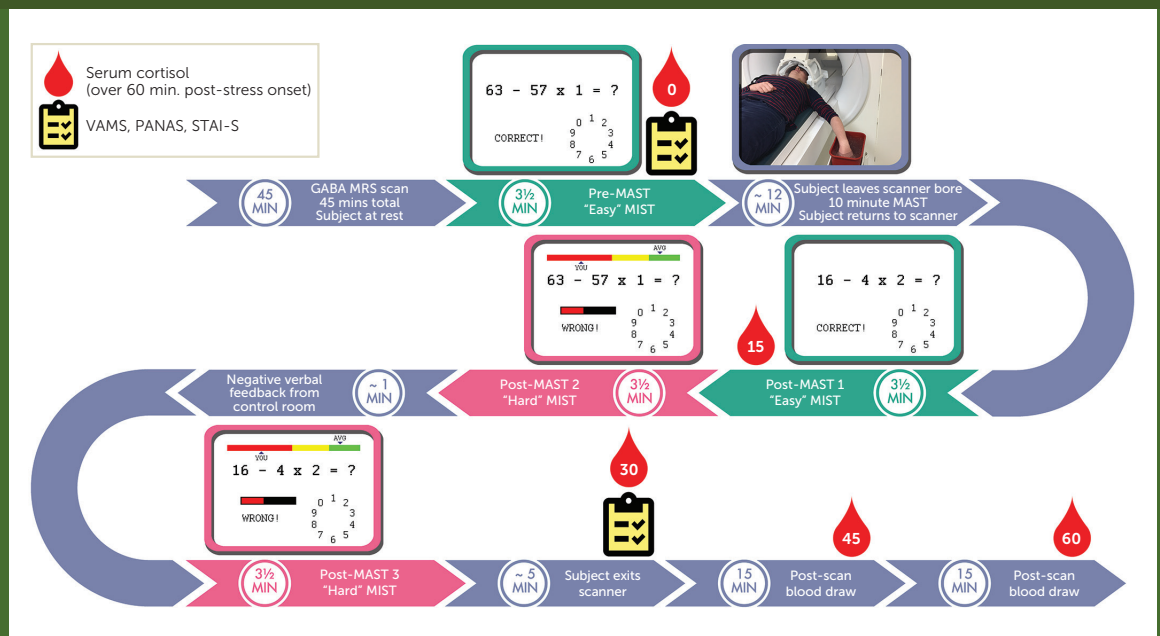 Serum cortisol
(over 60 min. post-stress onset)
VAMS, PANAS, STAI-S
63 - 57 x 1 = ?
CORRECT!
0 1 2 3 4 5 6 7 8 9
0
45
MIN
GABA MRS scan
45 mins total
Subject at rest
3½
MIN
Pre-MAST
"Easy" MIST
~ 12
MIN
Subject leaves scanner bore
10 minute MAST
Subject returns to scanner
16 - 4 x 2 = ?
CORRECT!
0 1 2 3 4 5 6 7 8 9
15
3½
MIN
Post-MAST 1
"Easy" MIST
AVG
YOU
63 - 57 x 1 = ?
WRONG!
0 1 2 3 4 5 6 7 8 9
3½
MIN
Post-MAST 2
"Hard" MIST
~ 1
MIN
Negative verbal
feedback from
control room
AVG
YOU
16 - 4 x 2 = ?
WRONG!
0 1 2 3 4 5 6 7 8 9
3½
MIN
Post-MAST 3
"Hard" MIST
30
~ 5
MIN
Subject exits
scanner
45
15
MIN
Post-scan
blood draw
60
15
MIN
Post-scan
blood draw